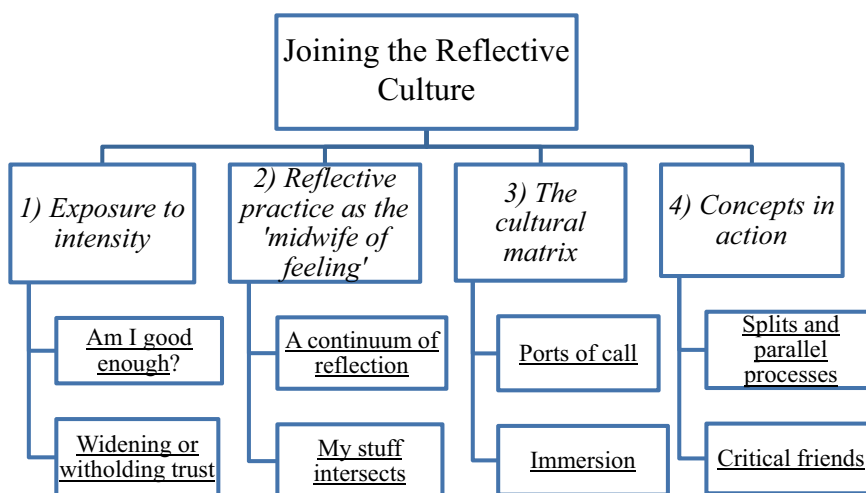 Joining the Reflective
Culture
1) Exposure to
intensity
2) Reflective
practice as the
'midwife of
feeling'
3) The
cultural
matrix
4) Concepts in
action
Am I good
enough?
A continuum of
reflection
Ports of call
Splits and
parallel
processes
Widening or
witholding trust
My stuff
intersects
Immersion
Critical friends